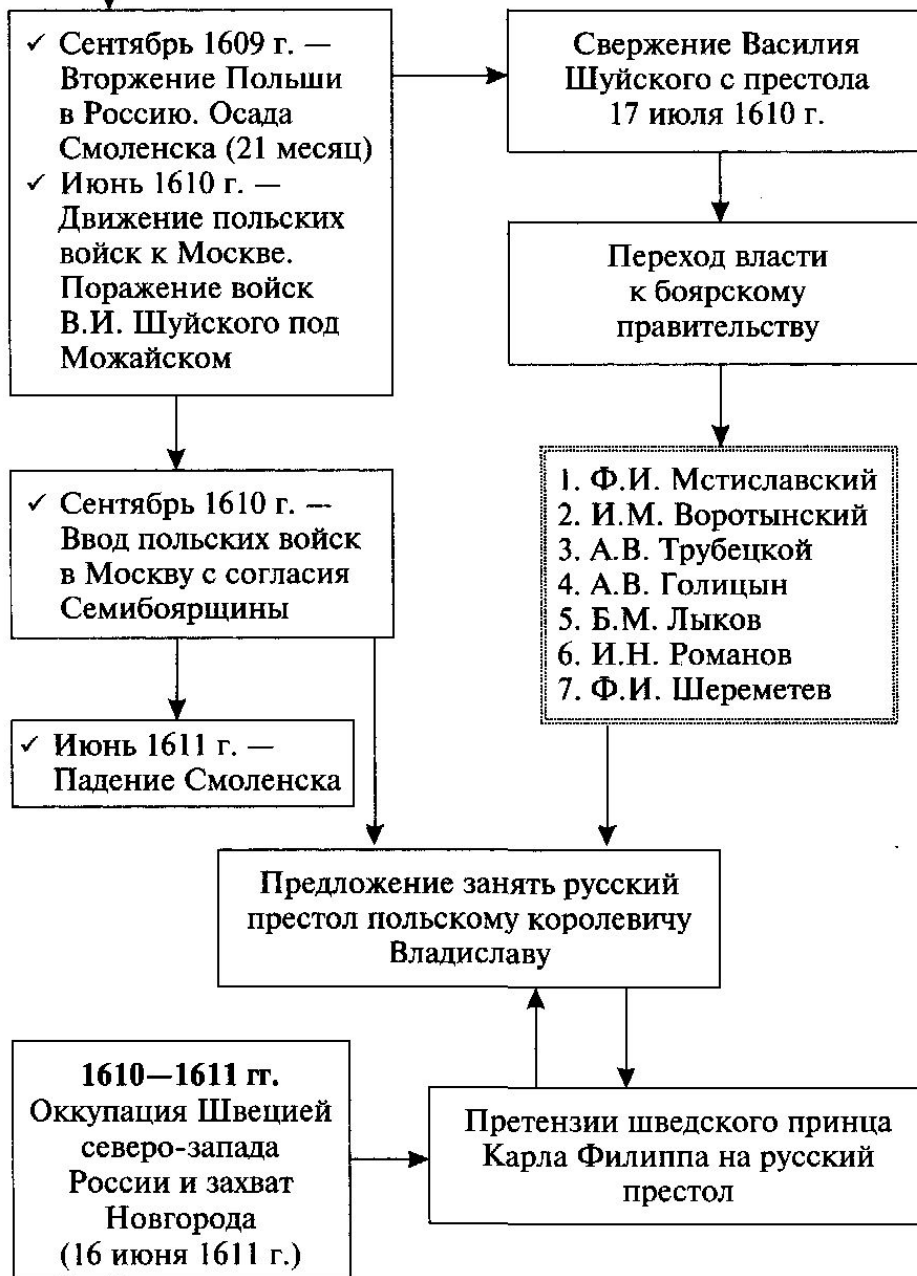 ✓ Сентябрь 1609 г. —
Вторжение Польши
в Россию. Осада
Смоленска (21 месяц)
✓ Июнь 1610 г. —
Движение польских
войск к Москве.
Поражение войск
В.И. Шуйского под
Можайском
Свержение Василия
Шуйского с престола
17 июля 1610 г.
Переход власти
к боярскому
правительству
✓ Сентябрь 1610 г. —
Ввод польских войск
в Москву с согласия
Семибоярщины
1. Ф.И. Мстиславский
2. И.М. Воротынский
3. А.В. Трубецкой
4. А.В. Голицын
5. Б.М. Лыков
6. И.Н. Романов
7. Ф.И. Шереметев
✓ Июнь 1611 г. —
Падение Смоленска
Предложение занять русский
престол польскому королевичу
Владиславу
1610—1611 гг.
Оккупация Швецией
северо-запада
России и захват
Новгорода
(16 июня 1611 г.)
Претензии шведского принца
Карла Филиппа на русский
престол